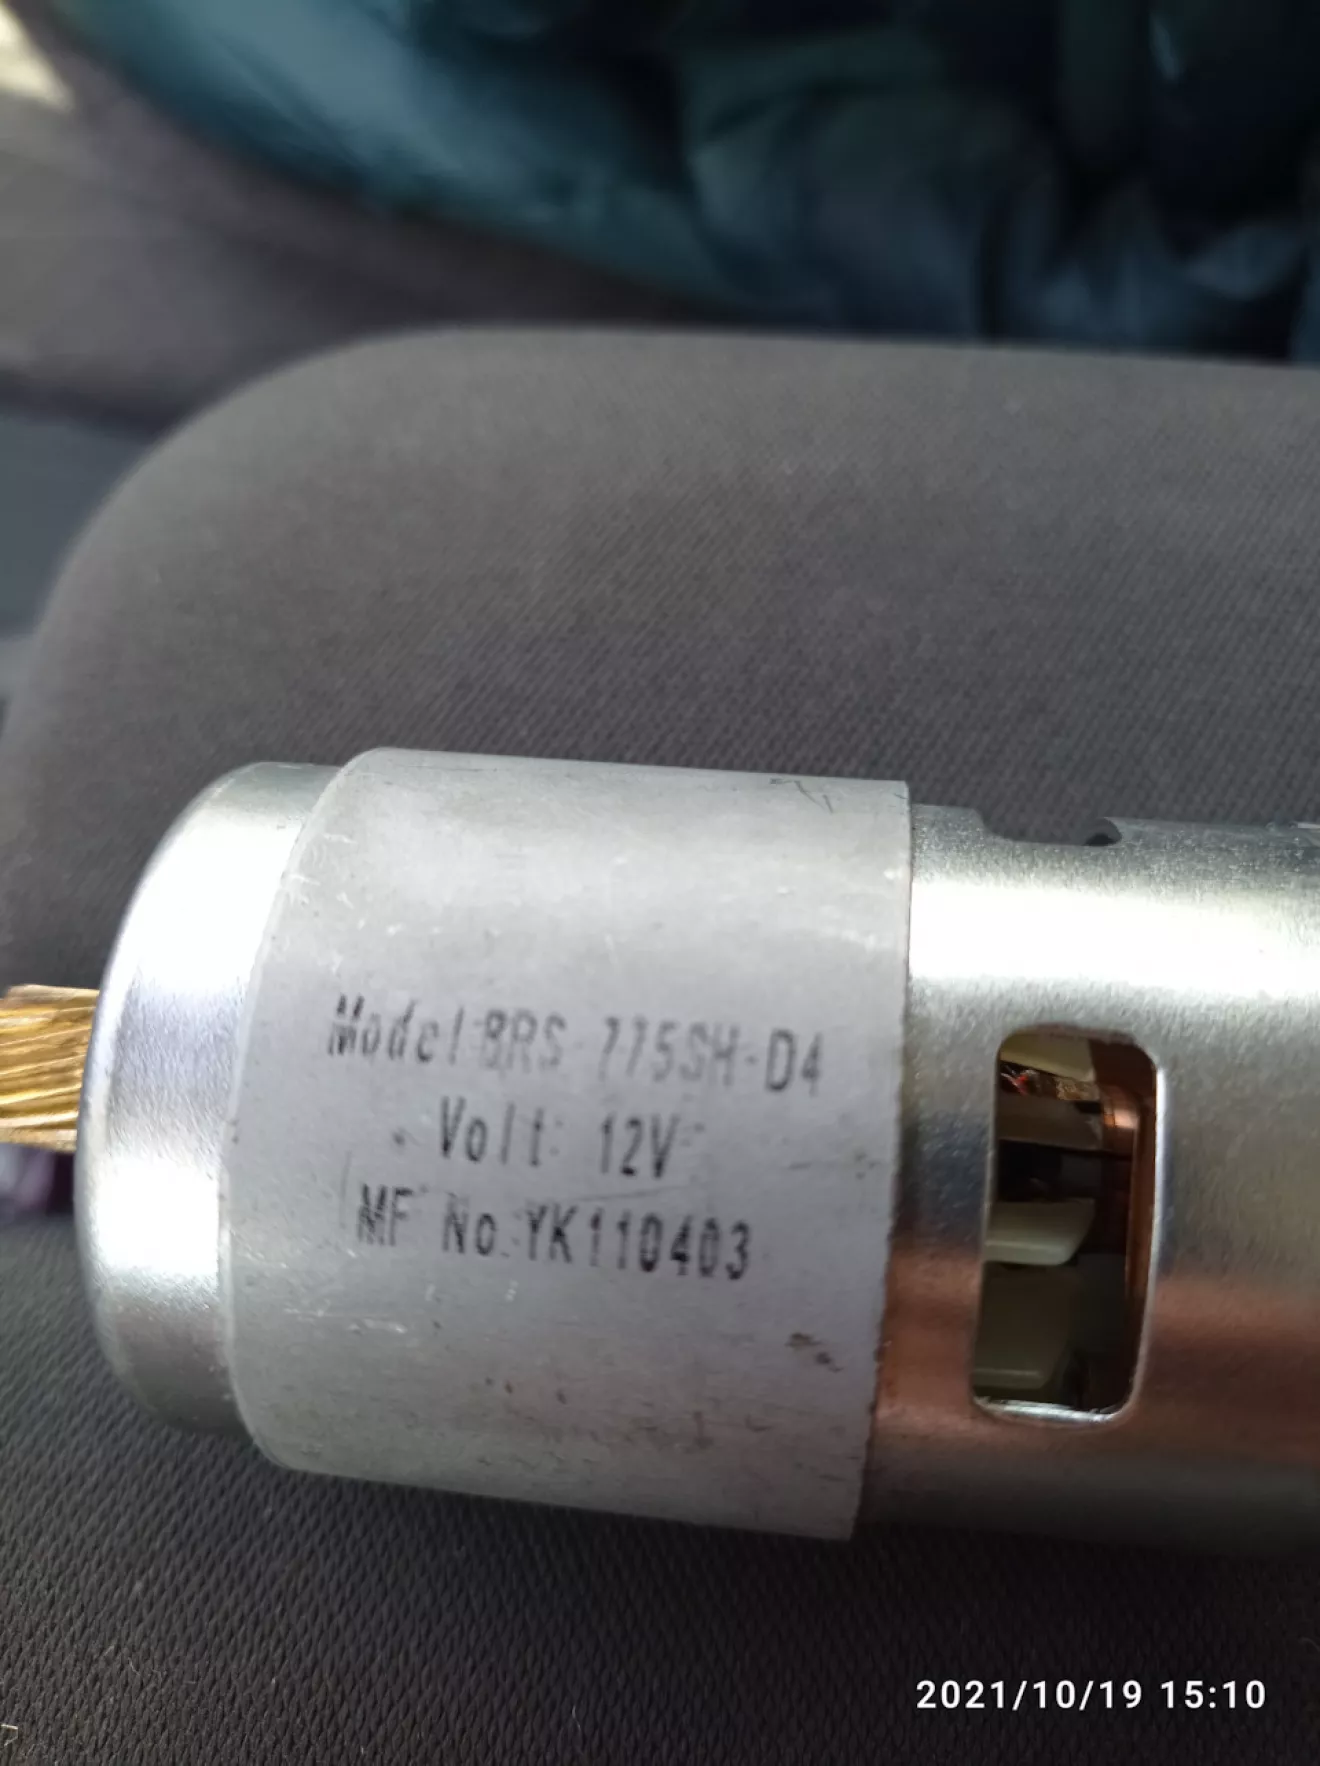 Model:BRS-775SH-D4
Volt: 12V
MF No.YK110403
2021/10/19 15:10